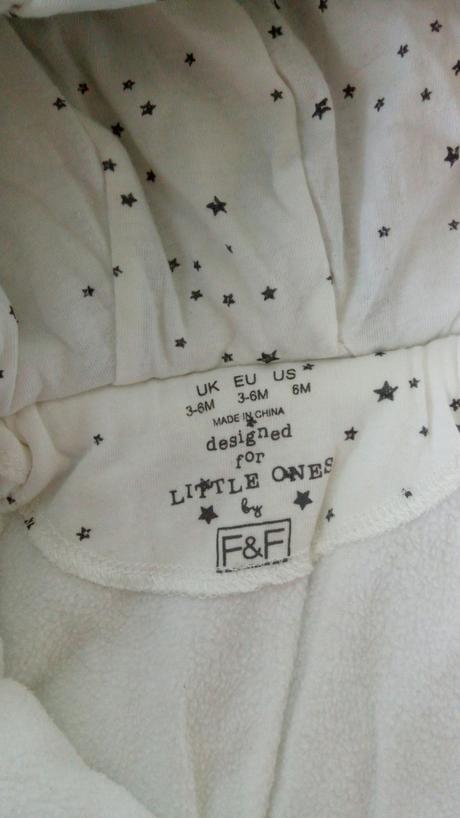 UK EU US
3-6M 3-6M 6M
MADE IN CHINA
designed
for
LITTLE ONES
by
F&F